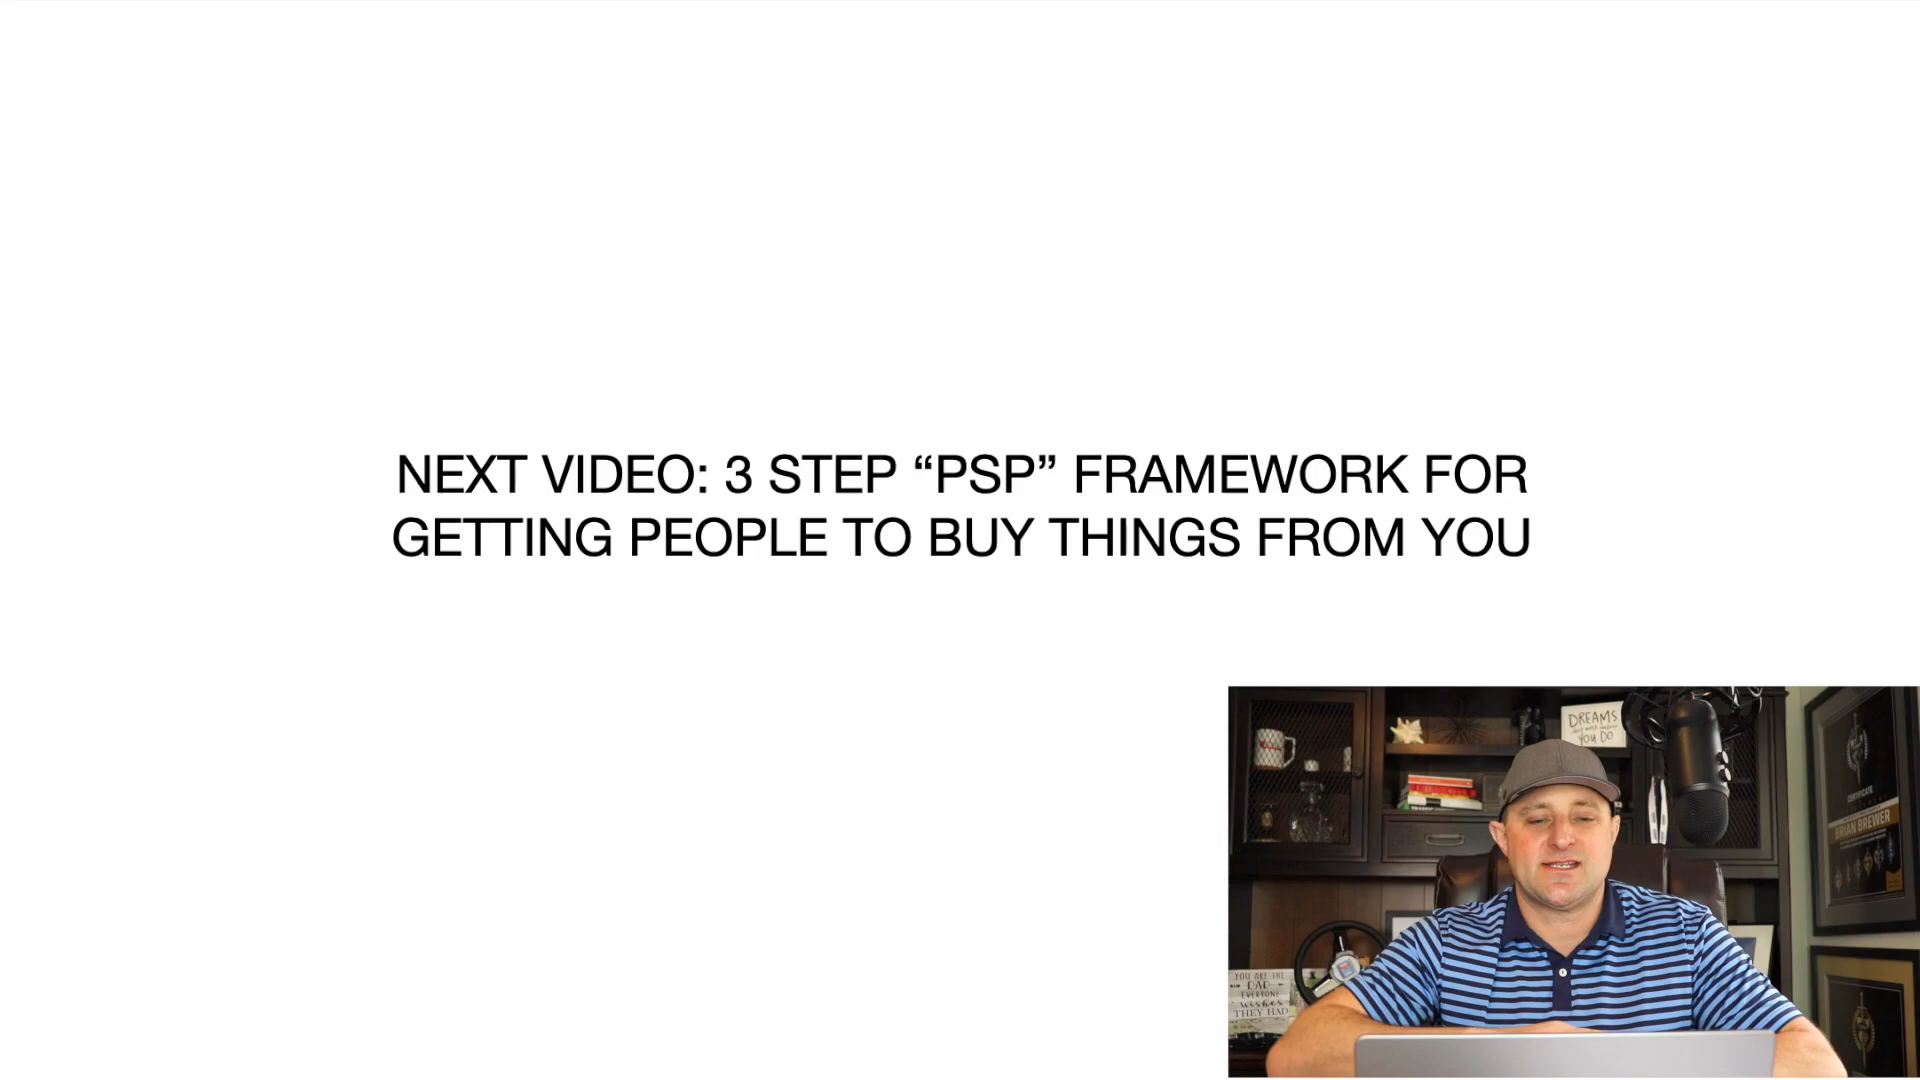 NEXT VIDEO: 3 STEP “PSP” FRAMEWORK FOR
GETTING PEOPLE TO BUY THINGS FROM YOU
DREAMS
YOU DO
CERTIFICATE
BRIAN BREWER
YOU ARE THE
DAD
EVERYONE
WISHES
THEY HAD